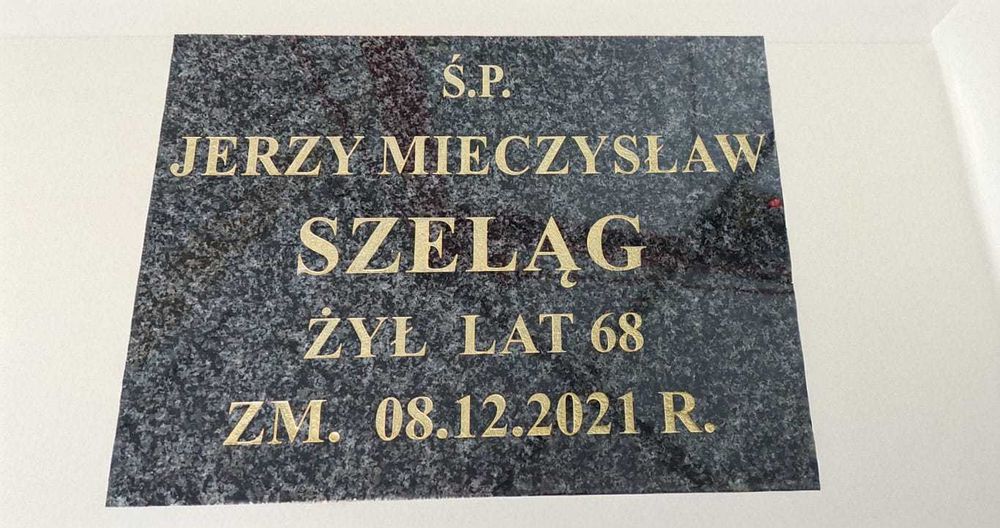 Ś.P.
JERZY MIECZYSŁAW
SZELĄG
ŻYŁ LAT 68
ZM. 08.12.2021 R.